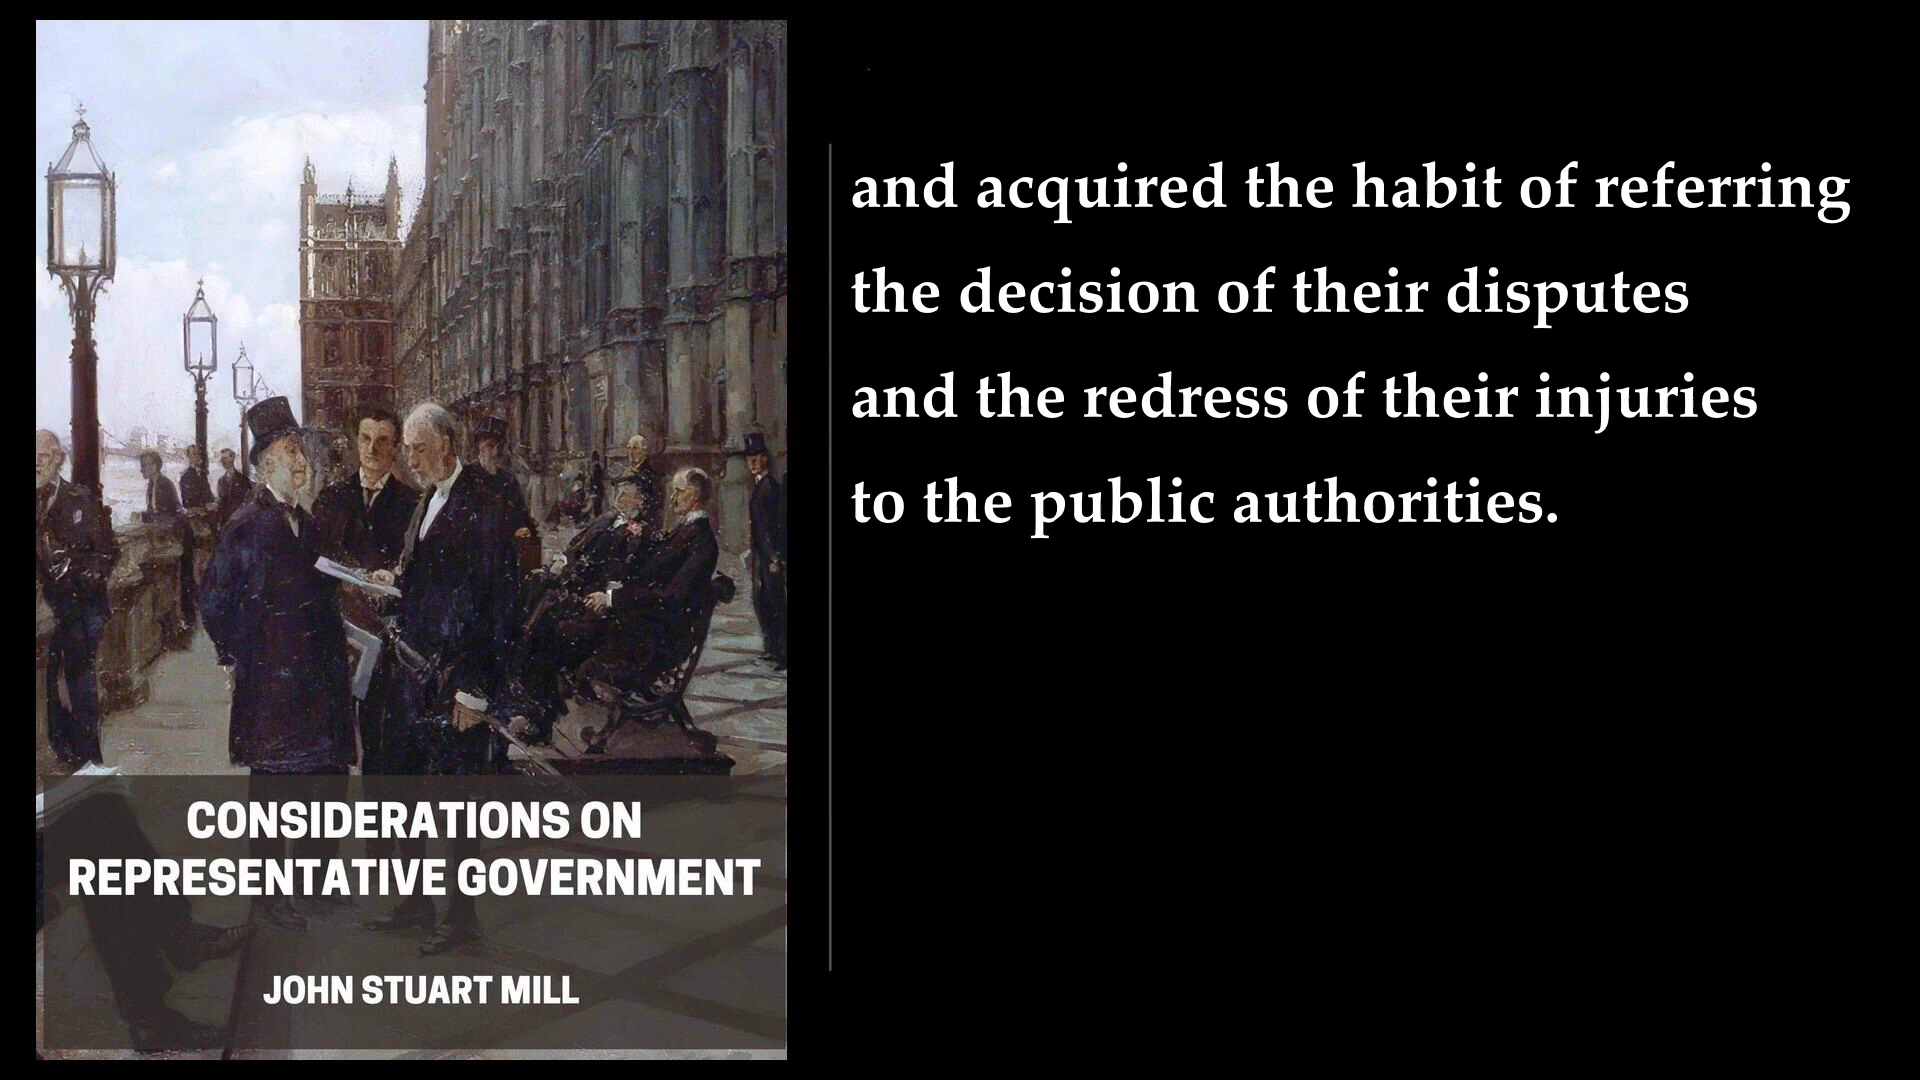 and acquired the habit of referring
the decision of their disputes
and the redress of their injuries
to the public authorities.
CONSIDERATIONS ON
REPRESENTATIVE GOVERNMENT
JOHN STUART MILL